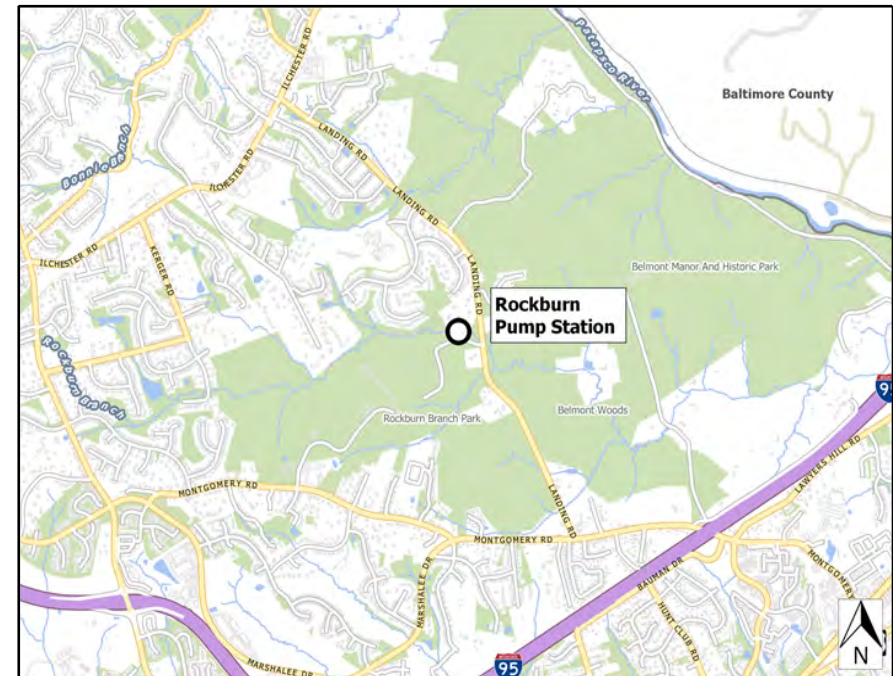 Patapsco River
Baltimore County
ILCHESTER RD
LANDING RD
Bonnie Branch
ILCHESTER RD
LANDING RD
KERGER RD
ILCHESTER RD
LANDING RD
Belmont Manor And Historic Park
Rockburn
Pump Station
Rockburn Branch
Rockburn Branch Park
Belmont Woods
95
LAWYERS HILL RD
MONTGOMERY RD
LANDING RD
MONTGOMERY RD
MONTGOMERY
MARSHALEE DR
BAUMAN DR
HUNT CLUB RD
MARSHALEE DR
95
N